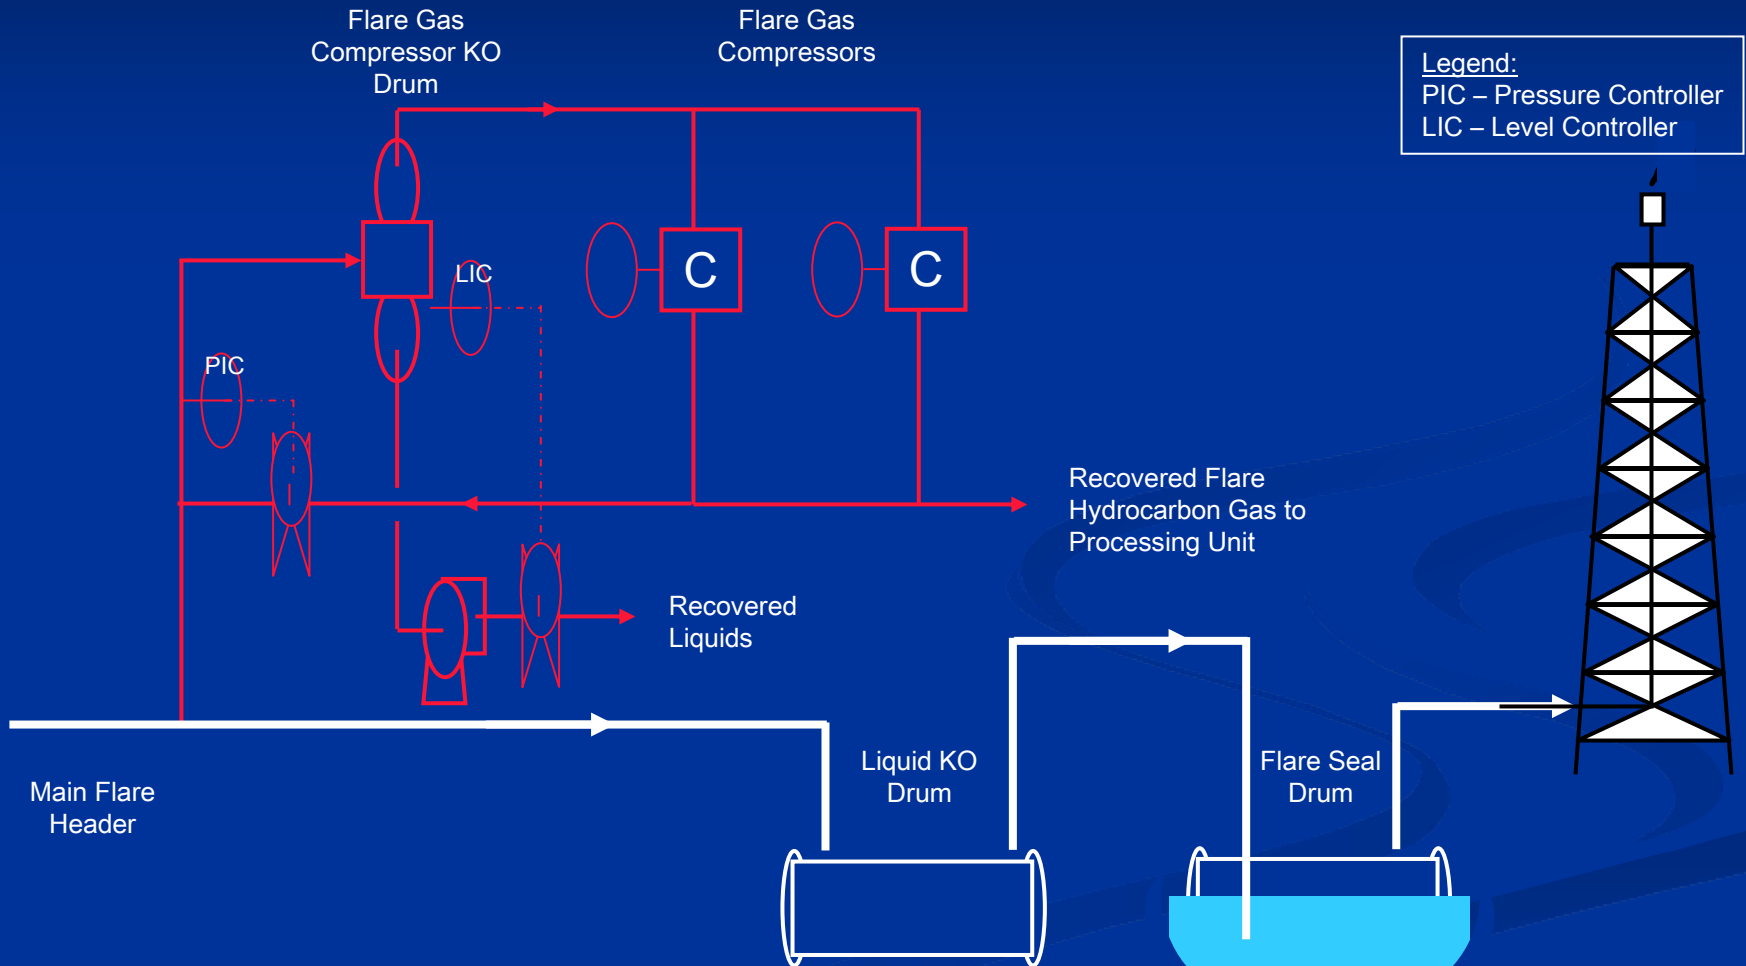 Flare Gas
Compressor KO
Drum
Flare Gas
Compressors
Legend:
PIC – Pressure Controller
LIC – Level Controller
LIC
C
C
PIC
Recovered Flare
Hydrocarbon Gas to
Processing Unit
Recovered
Liquids
Main Flare
Header
Liquid KO
Drum
Flare Seal
Drum